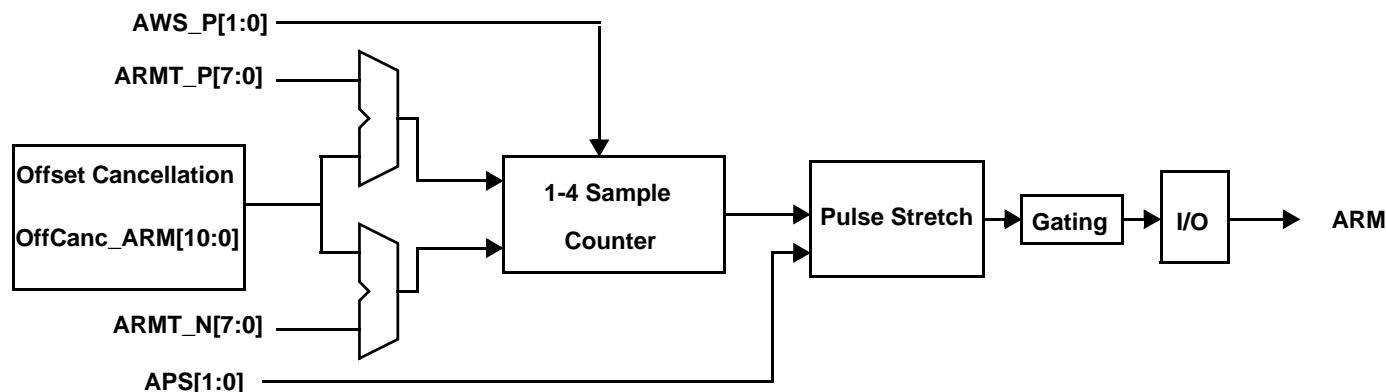 AWS_P[1:0]
ARMT_P[7:0]
Offset Cancellation
OffCanc_ARM[10:0]
1-4 Sample
Counter
Pulse Stretch
Gating
I/O
ARM
ARMT_N[7:0]
APS[1:0]